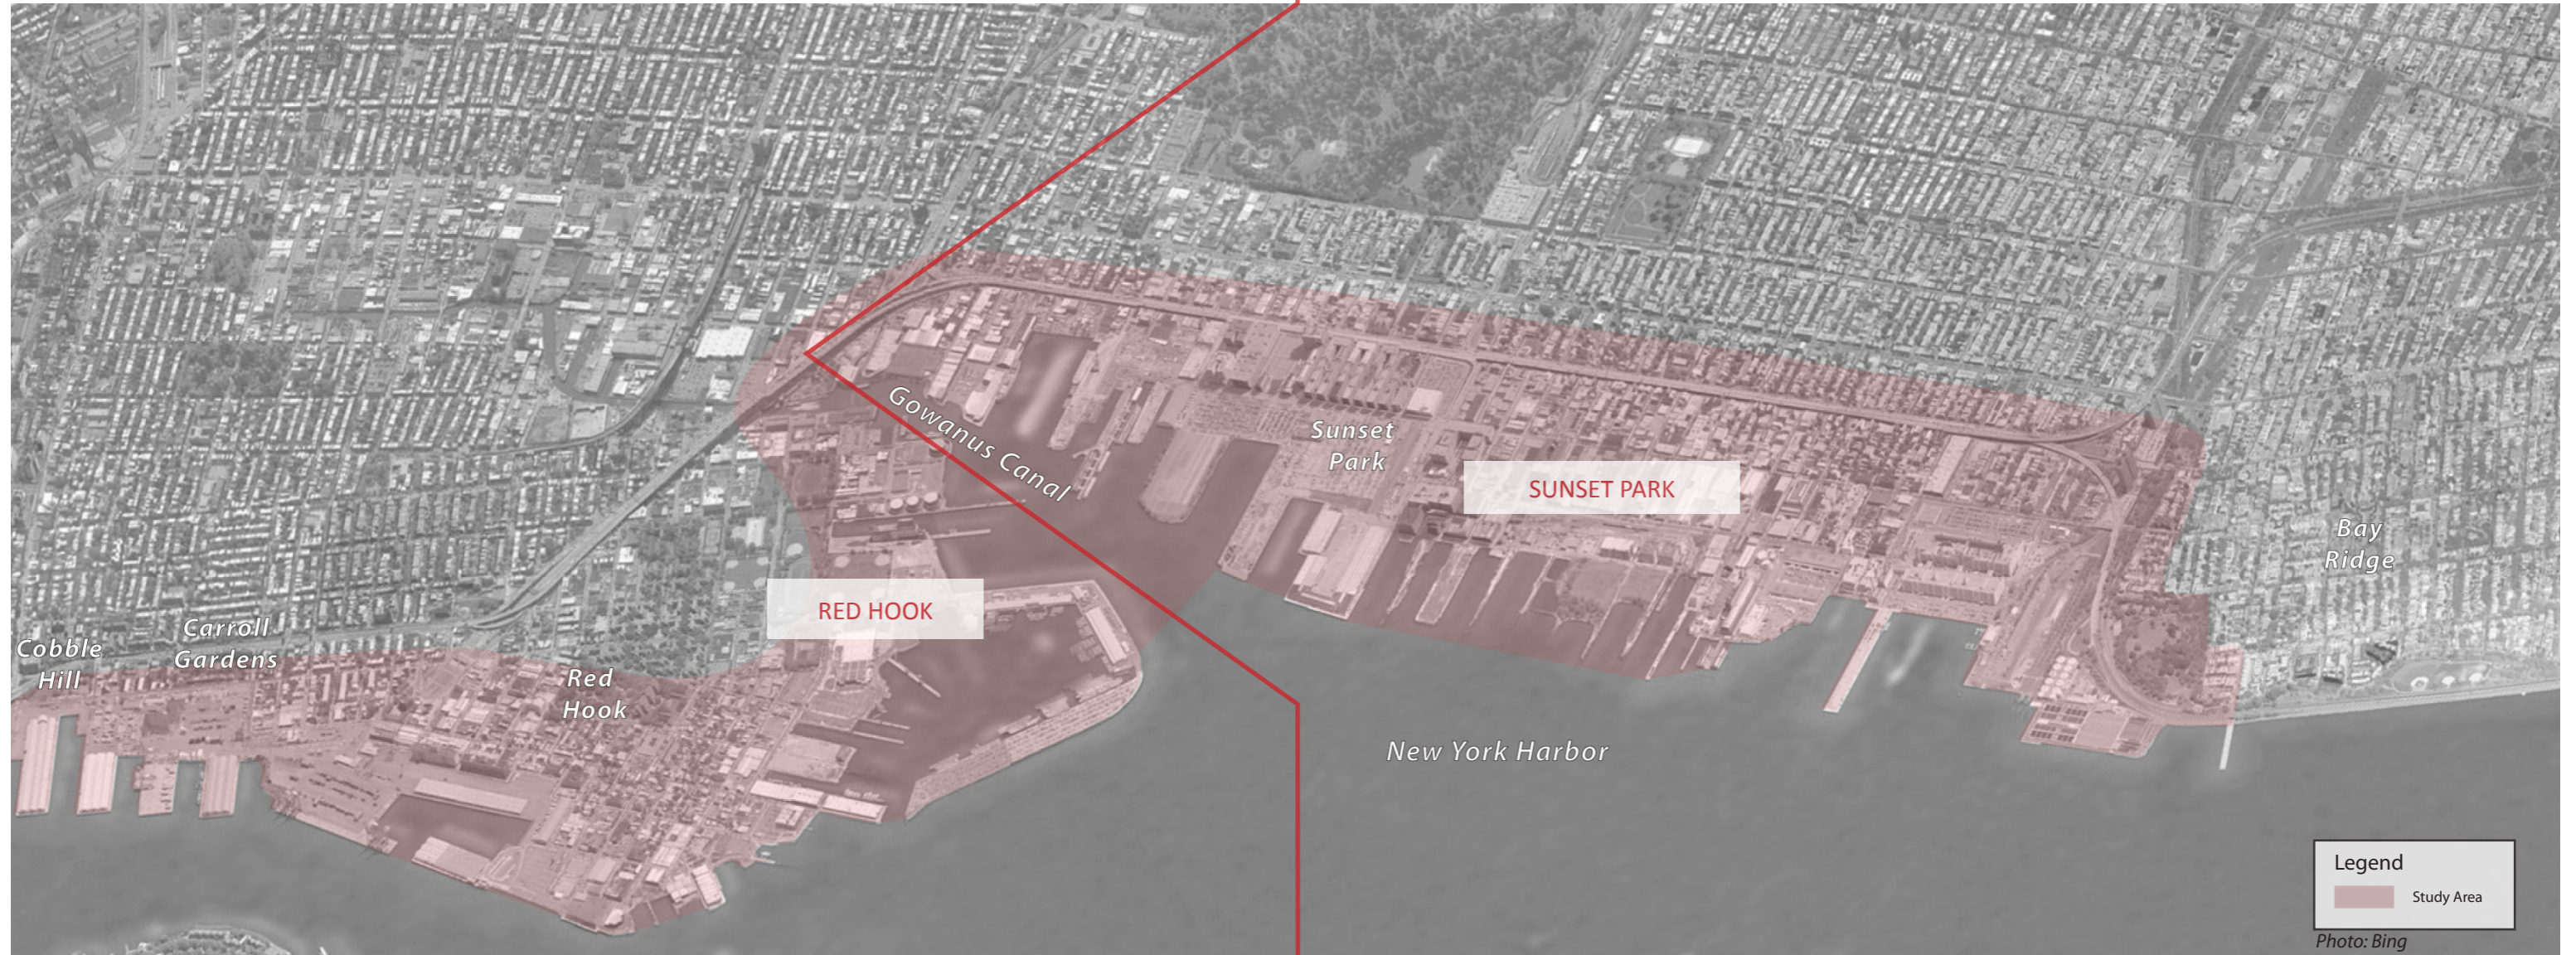 Gowanus Canal
Sunset
Park
SUNSET PARK
Bay
Ridge
RED HOOK
Carroll
Gardens
Cobble
Hill
Red
Hook
New York Harbor
Legend
Study Area
Photo: Bing